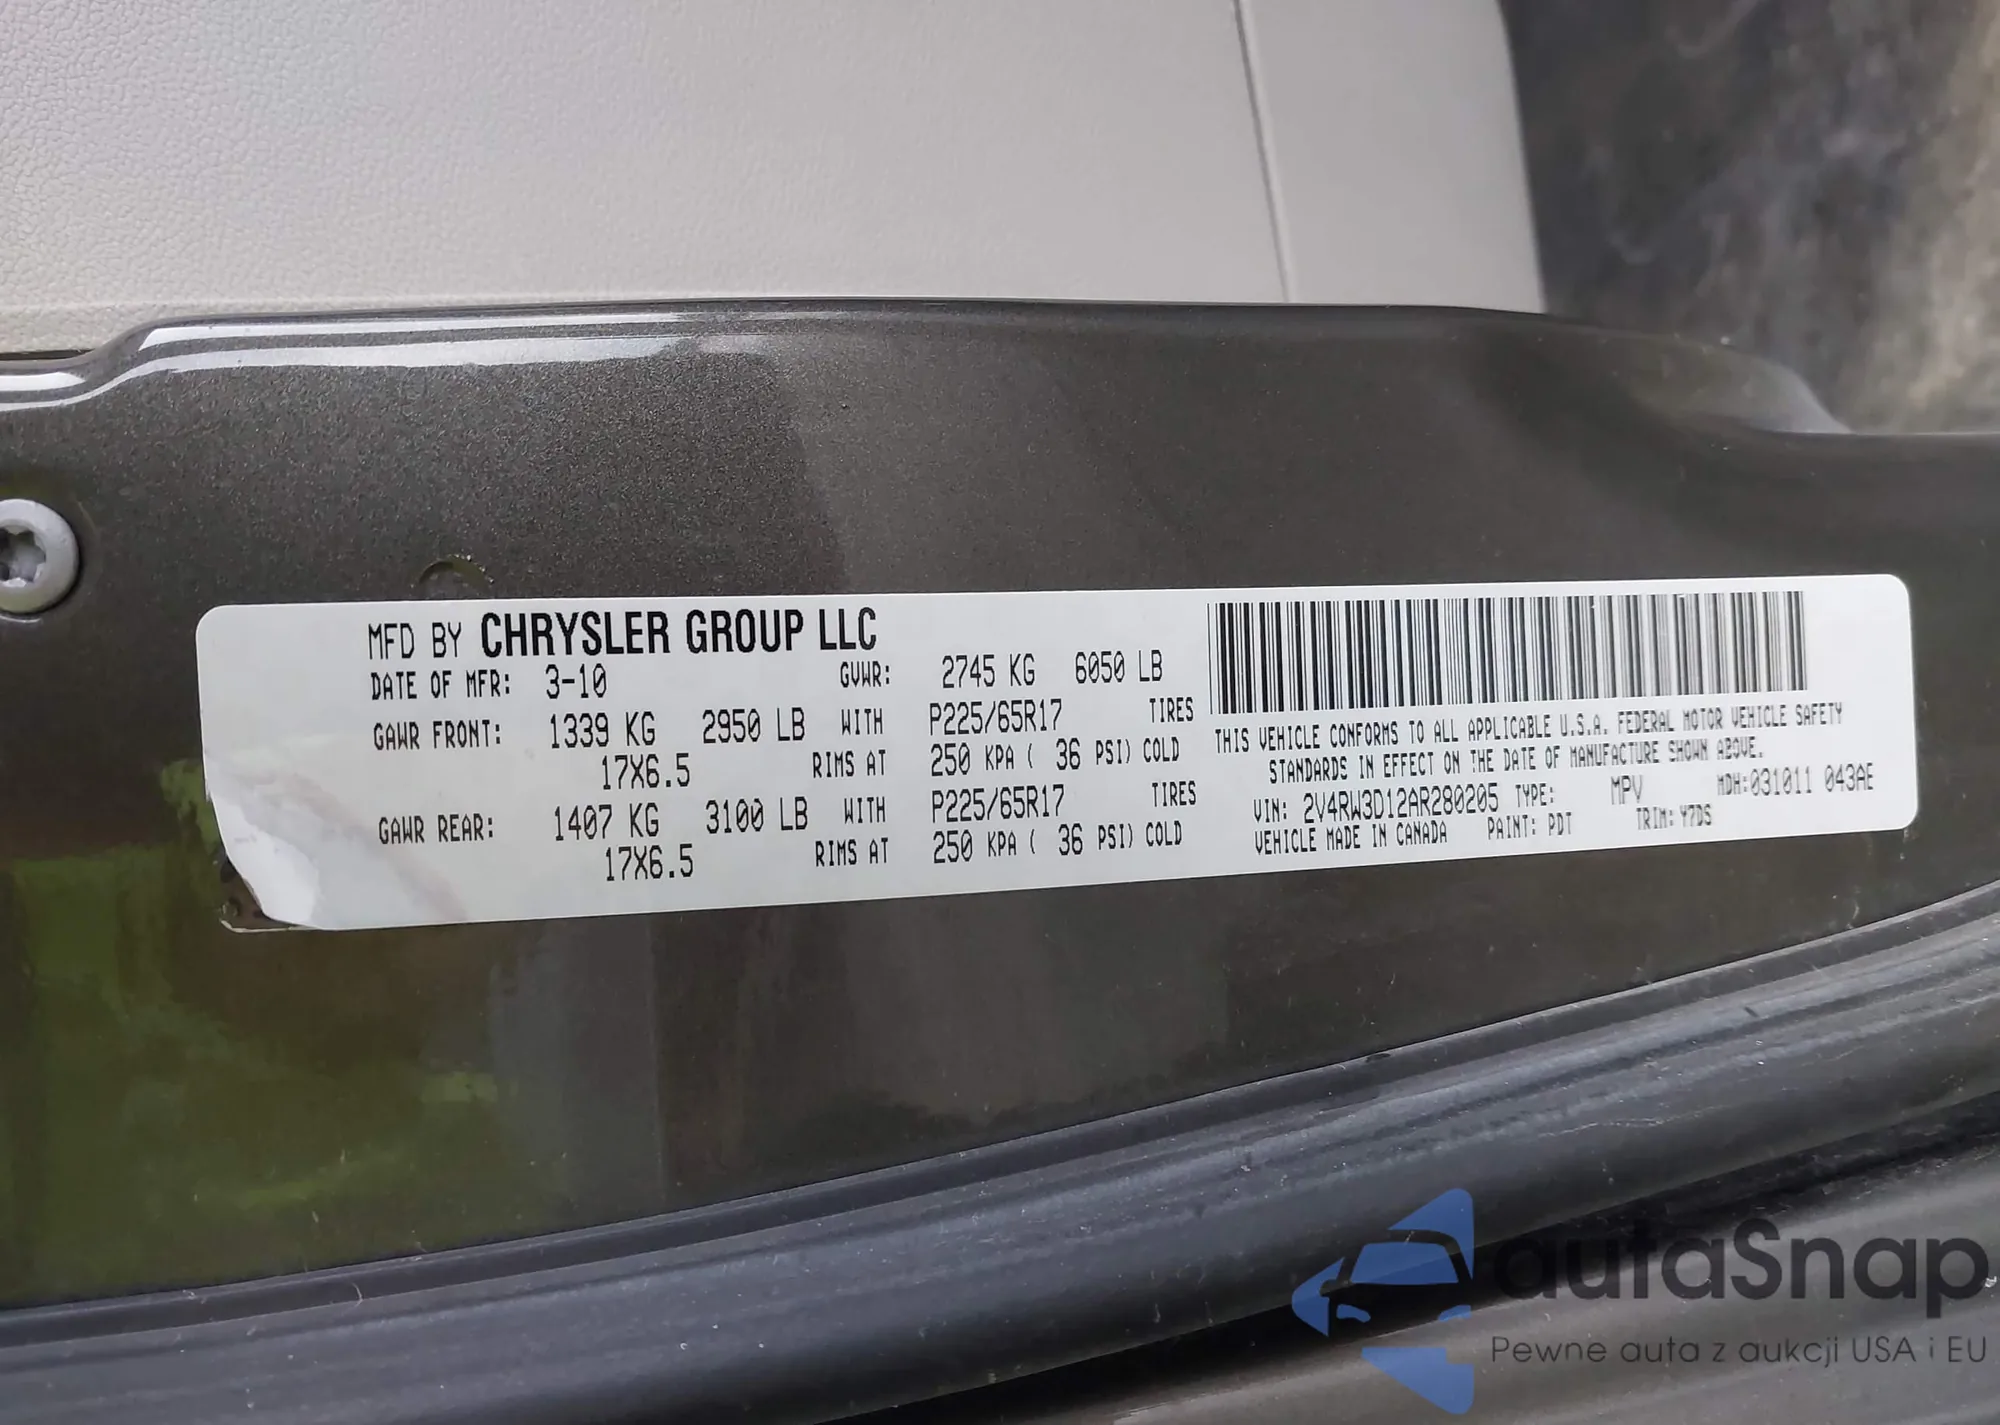 MFD BY CHRYSLER GROUP LLC
DATE OF MFR: 3-10 GVWR: 2745 KG 6050 LB
GAWR FRONT: 1339 KG 2950 LB WITH P225/65R17 TIRES
17X6.5 RIMS AT 250 KPA ( 36 PSI) COLD
GAWR REAR: 1407 KG 3100 LB WITH P225/65R17 TIRES
17X6.5 RIMS AT 250 KPA ( 36 PSI) COLD
THIS VEHICLE CONFORMS TO ALL APPLICABLE U.S.A. FEDERAL MOTOR VEHICLE SAFETY
STANDARDS IN EFFECT ON THE DATE OF MANUFACTURE SHOWN ABOVE.
VIN: 2V4RW3D12AR280205 TYPE: MPV MDH:031011 043AE
VEHICLE MADE IN CANADA PAINT: PDT TRIM: Y7DS
autaSnap
Pewne auta z aukcji USA i EU